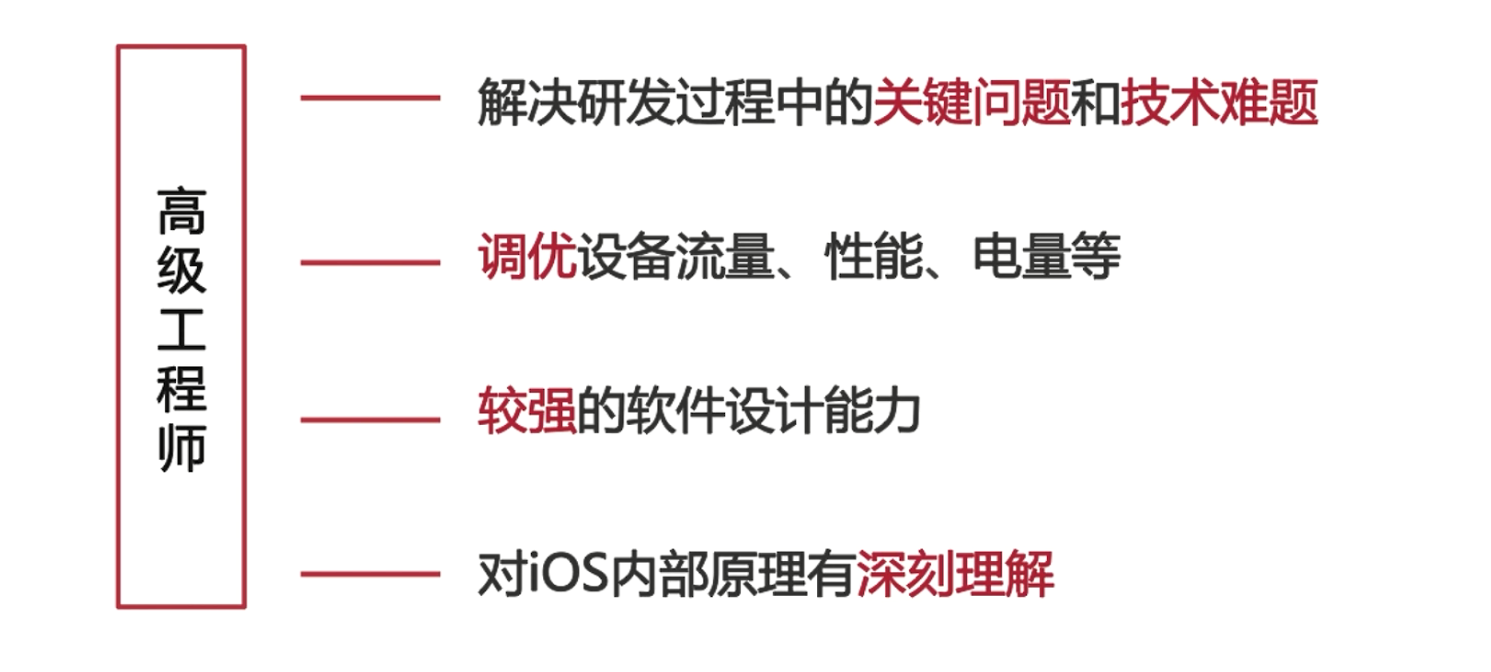 高级工程师
解决研发过程中的关键问题和技术难题
调优设备流量、性能、电量等
较强的软件设计能力
对iOS内部原理有深刻理解